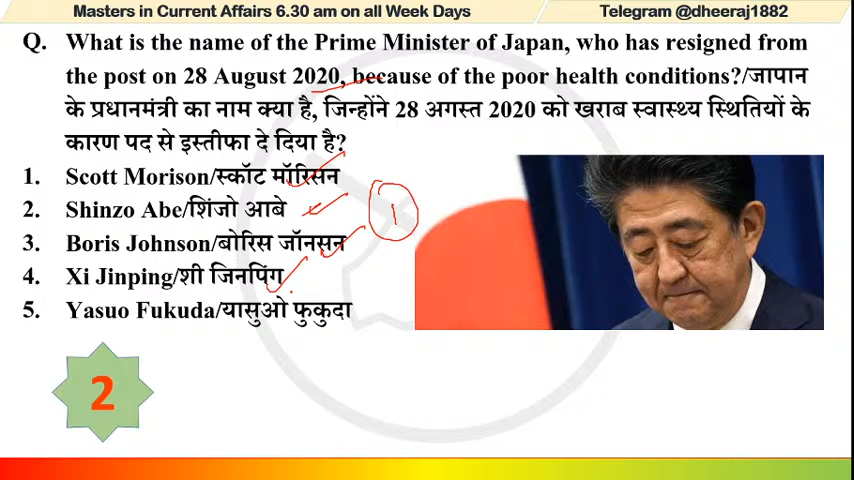 Masters in Current Affairs 6.30 am on all Week Days
Telegram @dheeraj1882
Q. What is the name of the Prime Minister of Japan, who has resigned from
the post on 28 August 2020, because of the poor health conditions?/जापान
के प्रधानमंत्री का नाम क्या है, जिन्होंने 28 अगस्त 2020 को खराब स्वास्थ्य स्थितियों के
कारण पद से इस्तीफा दे दिया है?
1. Scott Morison/स्कॉट मॉरिसन
2. Shinzo Abe/शिंजो आबे
1
3. Boris Johnson/बोरिस जॉनसन
4. Xi Jinping/शी जिनपिंग
5. Yasuo Fukuda/यासुओ फुकुदा
2